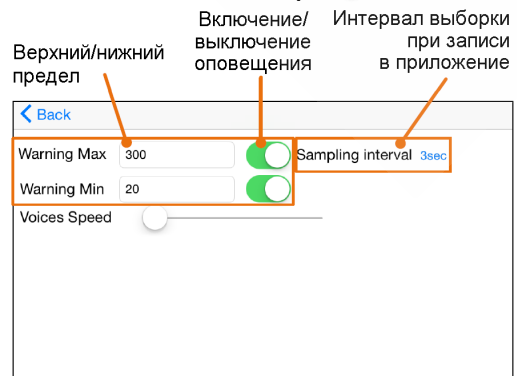 Включение/
выключение
оповещения
Интервал выборки
при записи
в приложение
Верхний/нижний
предел
Back
Warning Max 300 Sampling interval 3sec
Warning Min 20
Voices Speed